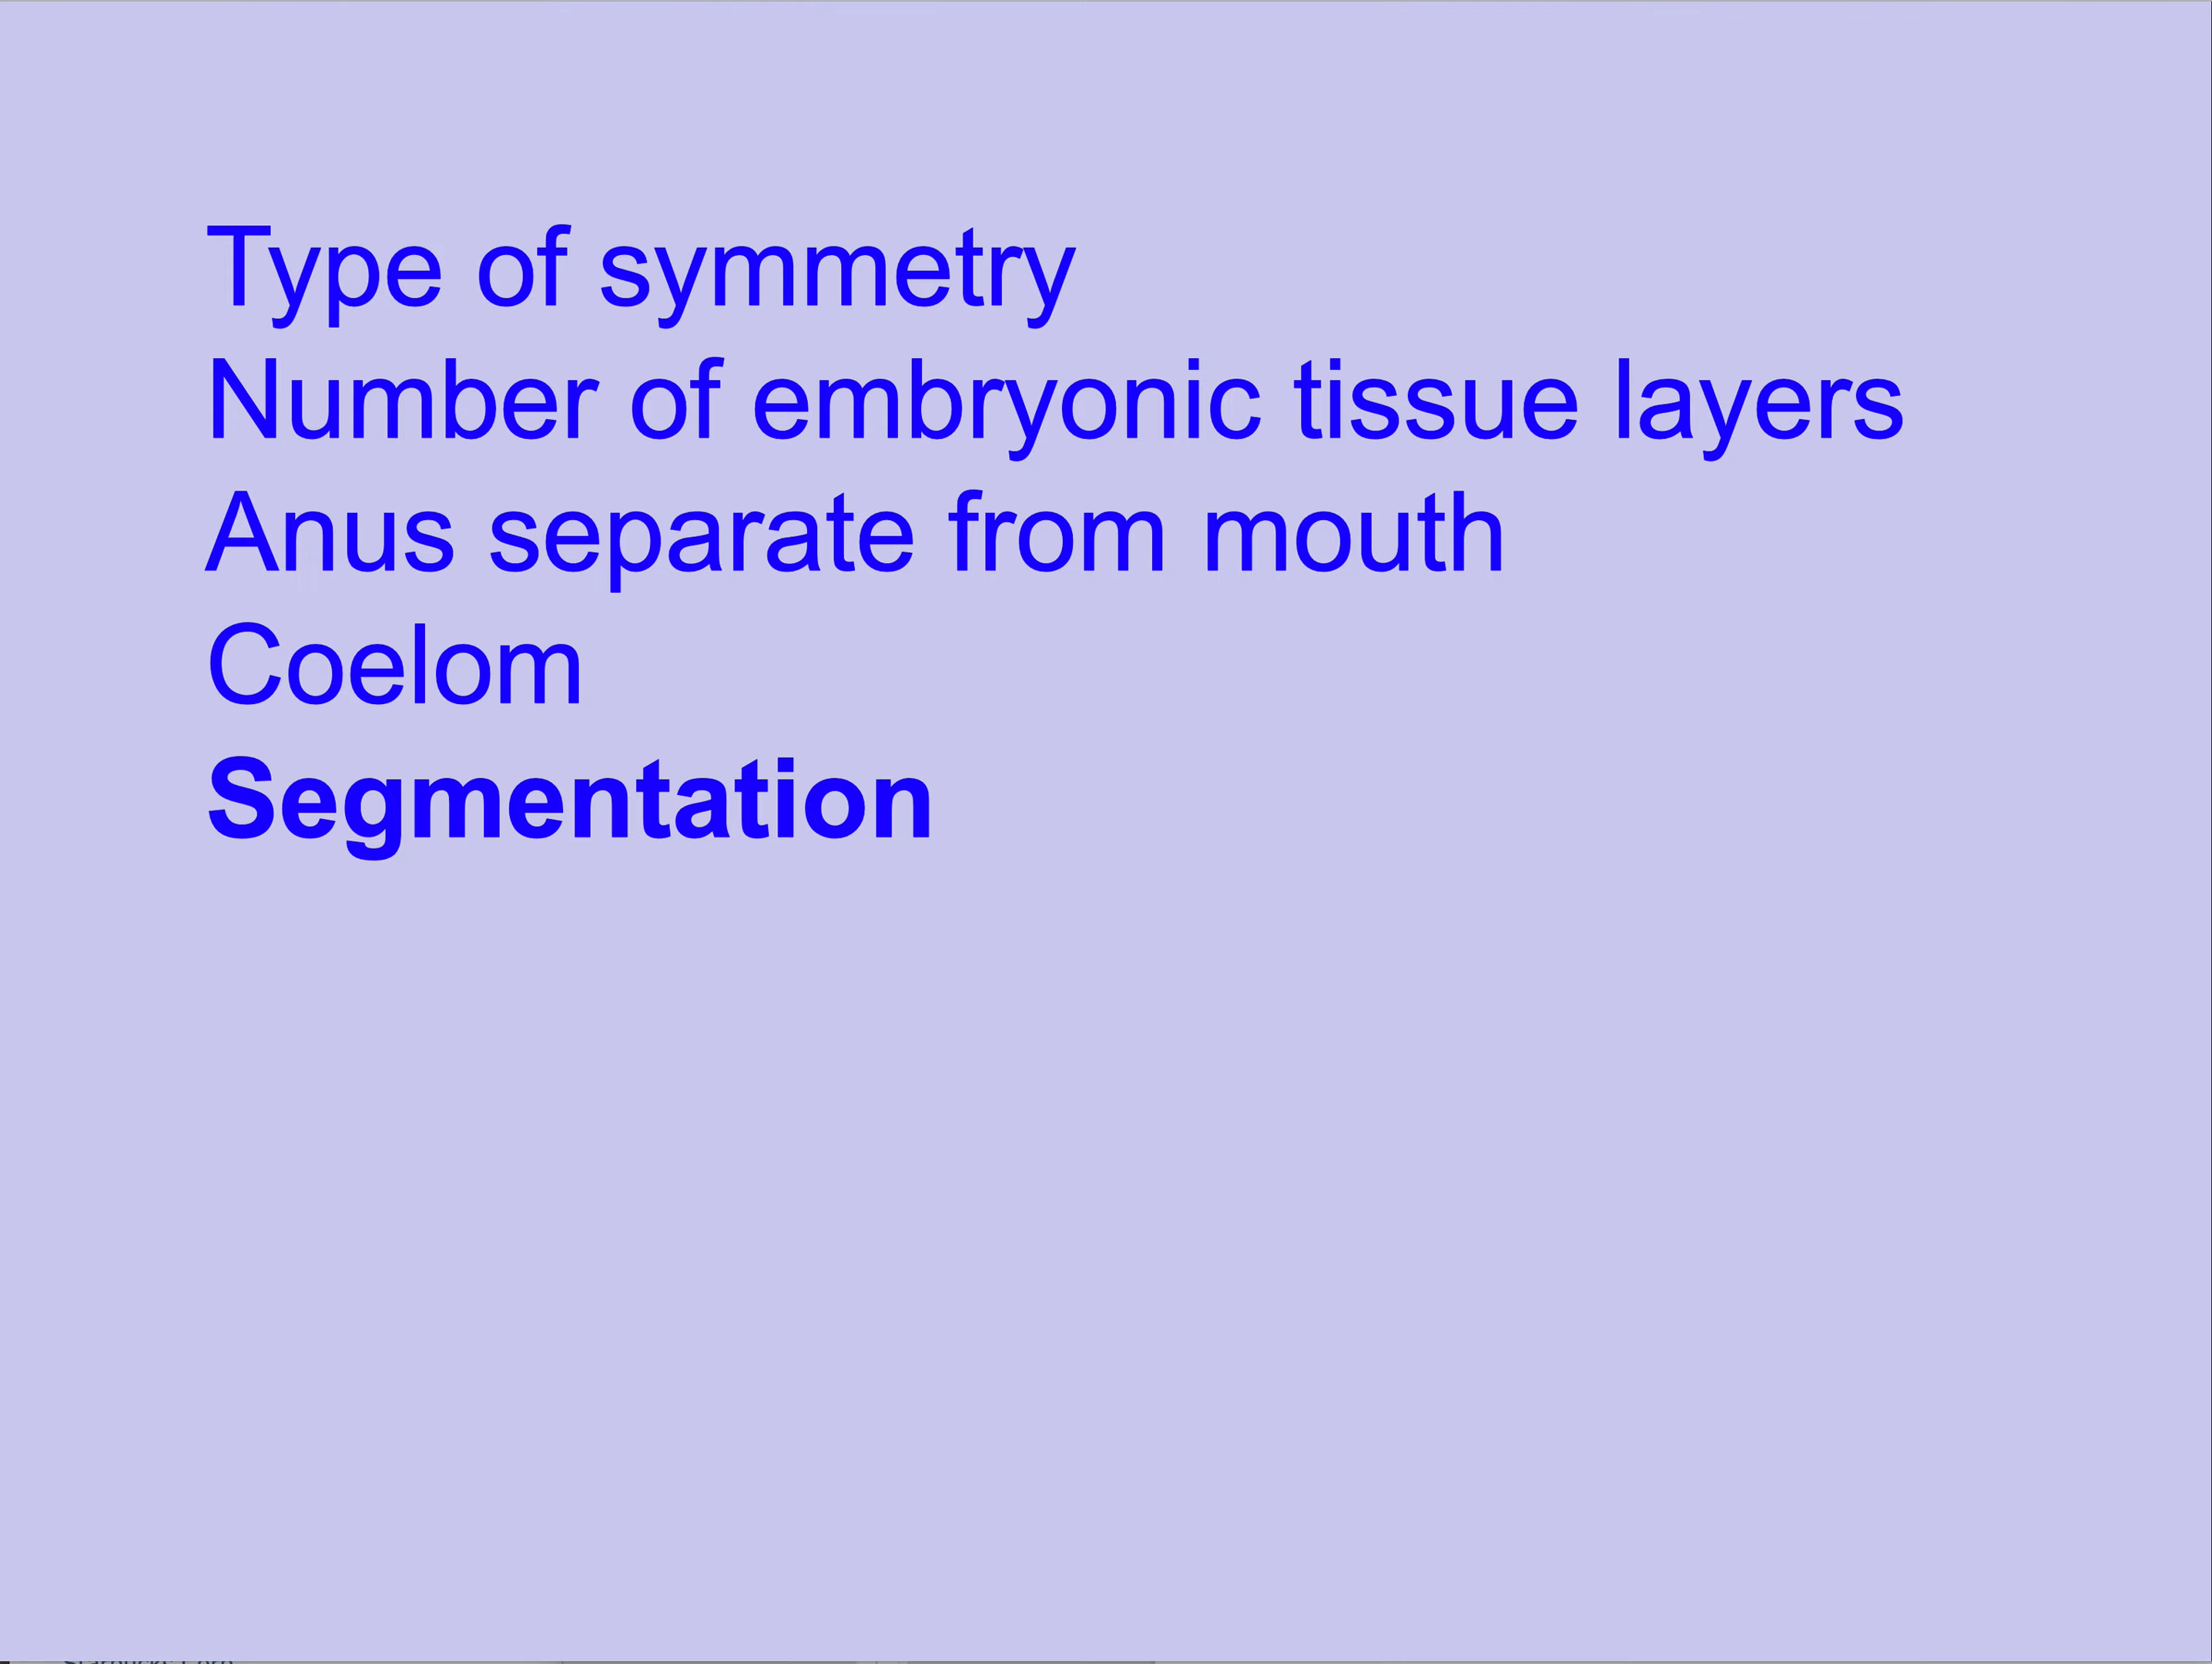 Type of symmetry
Number of embryonic tissue layers
Anus separate from mouth
Coelom
Segmentation